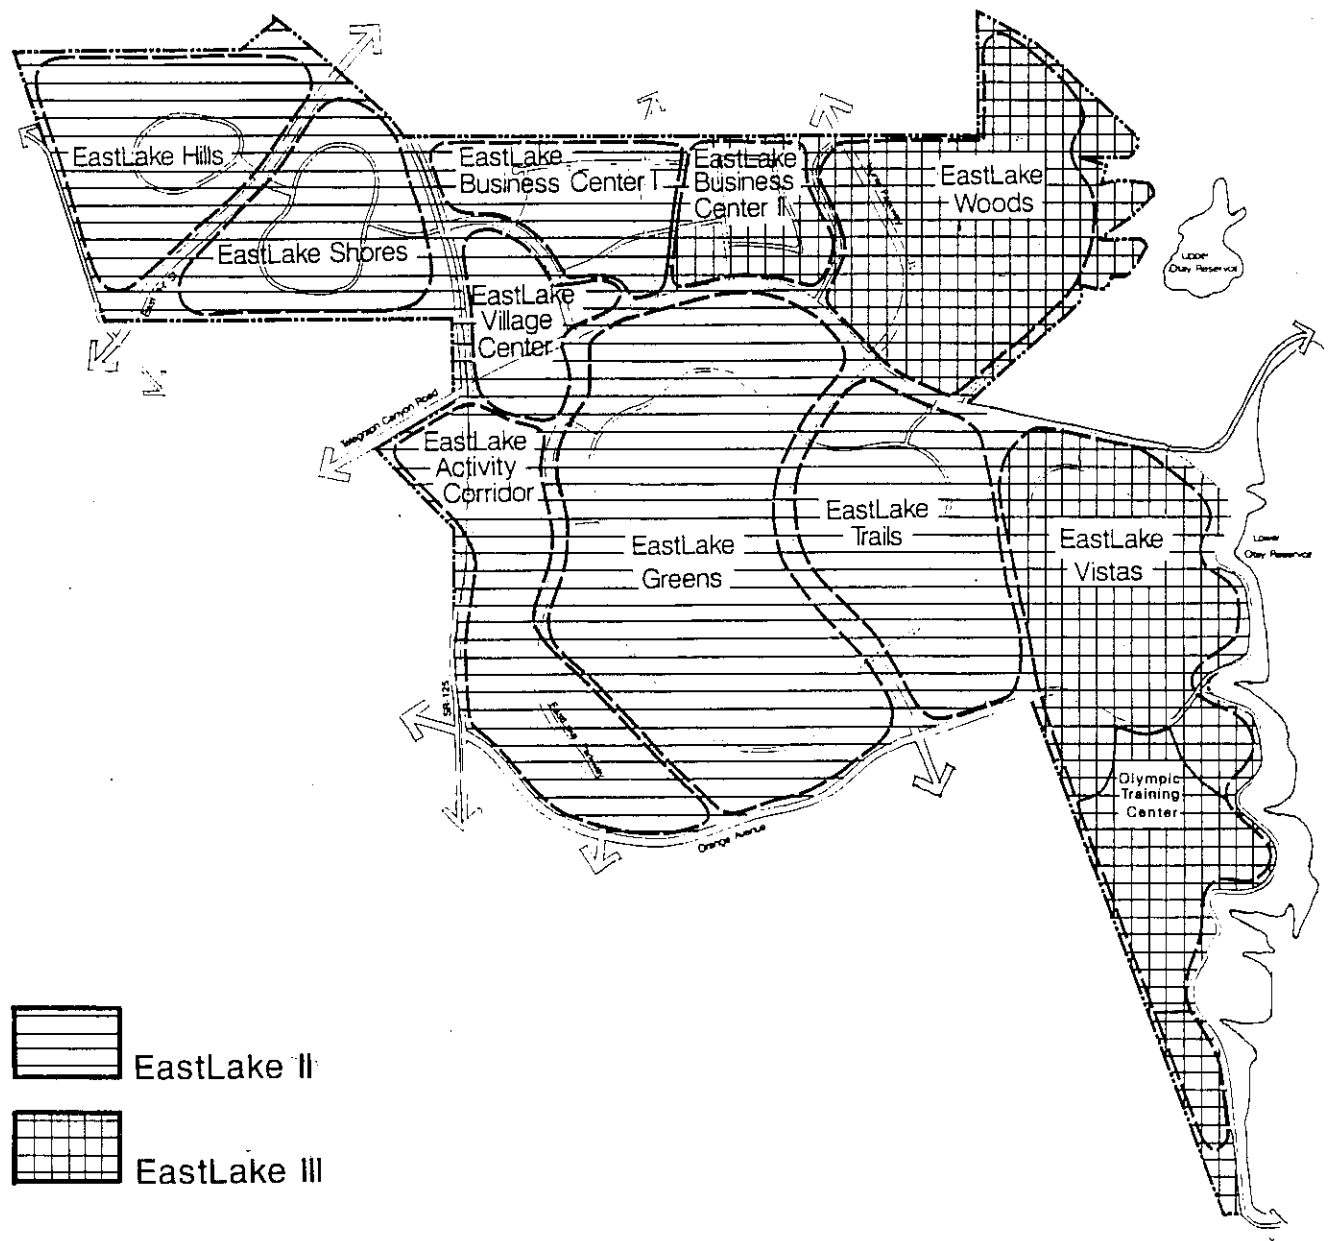 EastLake Hills
EastLake Shores
EastLake
Business Center I
EastLake
Business
Center II
EastLake
Woods
Upper
Otay Reservoir
EastLake
Village
Center
Telegraph Canyon Road
EastLake
Activity
Corridor
EastLake
Greens
EastLake
Trails
EastLake
Vistas
Lower
Otay Reservoir
SR-125
EastLake Parkway
Orange Avenue
Olympic
Training
Center
EastLake II
EastLake III